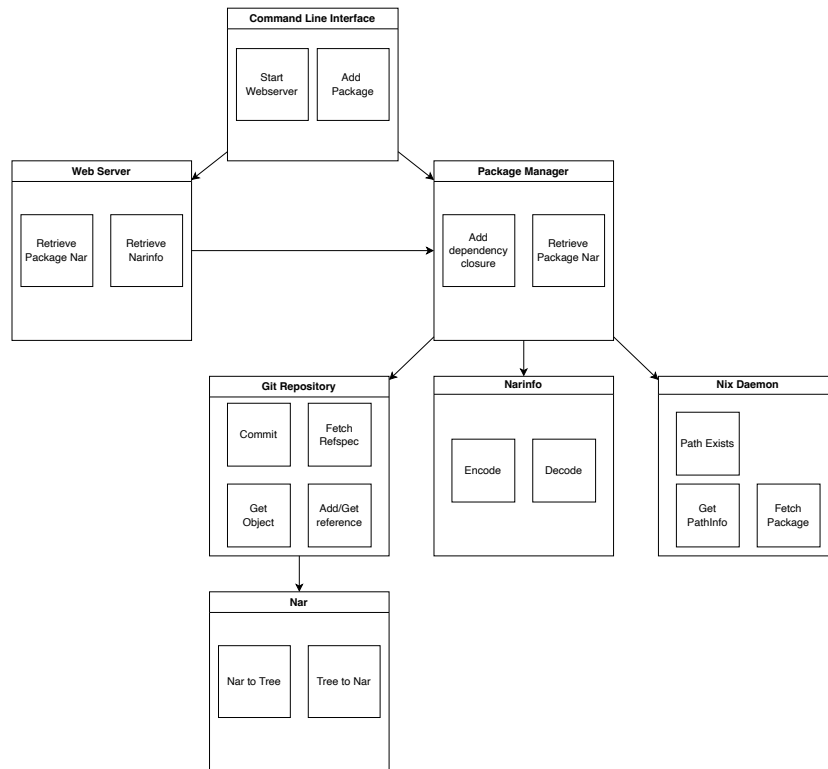 Command Line Interface
Start
Webserver
Add
Package
Web Server
Retrieve
Package Nar
Retrieve
Narinfo
Package Manager
Add
dependency
closure
Retrieve
Package Nar
Git Repository
Commit
Fetch
Refspec
Get
Object
Add/Get
reference
Narinfo
Encode
Decode
Nix Daemon
Path Exists
Get
PathInfo
Fetch
Package
Nar
Nar to Tree
Tree to Nar